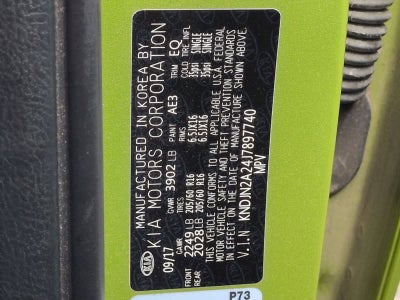 MANUFACTURED IN KOREA BY
KIA MOTORS CORPORATION
09/17 GVWR 3902 LB PAINT AE3 TRIM EQ
GAWR TIRES RIMS COLD TIRE INFL
FRONT 2249 LB 205/60 R16 6.5JX16 35psi SINGLE
REAR 2028 LB 205/60 R16 6.5JX16 35psi SINGLE
THIS VEHICLE CONFORMS TO ALL APPLICABLE U.S.A. FEDERAL
MOTOR VEHICLE SAFETY AND THEFT PREVENTION STANDARDS
IN EFFECT ON THE DATE OF MANUFACTURE SHOWN ABOVE.
V.I.N KNDJN2A24J7897740
MPV
KIA
P73